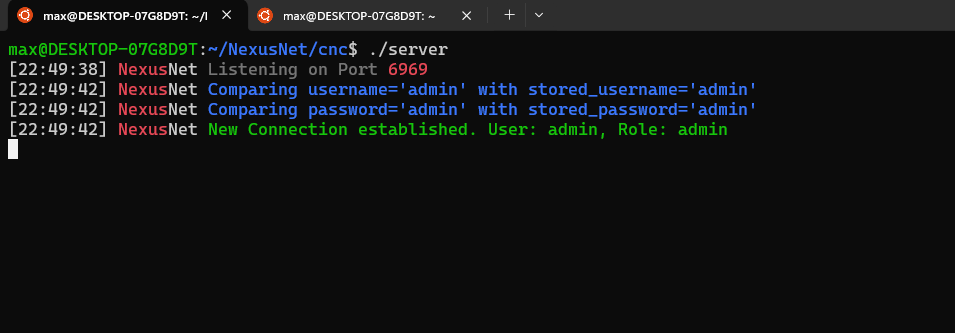 max@DESKTOP-07G8D9T: ~/l
max@DESKTOP-07G8D9T: ~
max@DESKTOP-07G8D9T:~/NexusNet/cnc$ ./server
[22:49:38] NexusNet Listening on Port 6969
[22:49:42] NexusNet Comparing username='admin' with stored_username='admin'
[22:49:42] NexusNet Comparing password='admin' with stored_password='admin'
[22:49:42] NexusNet New Connection established. User: admin, Role: admin